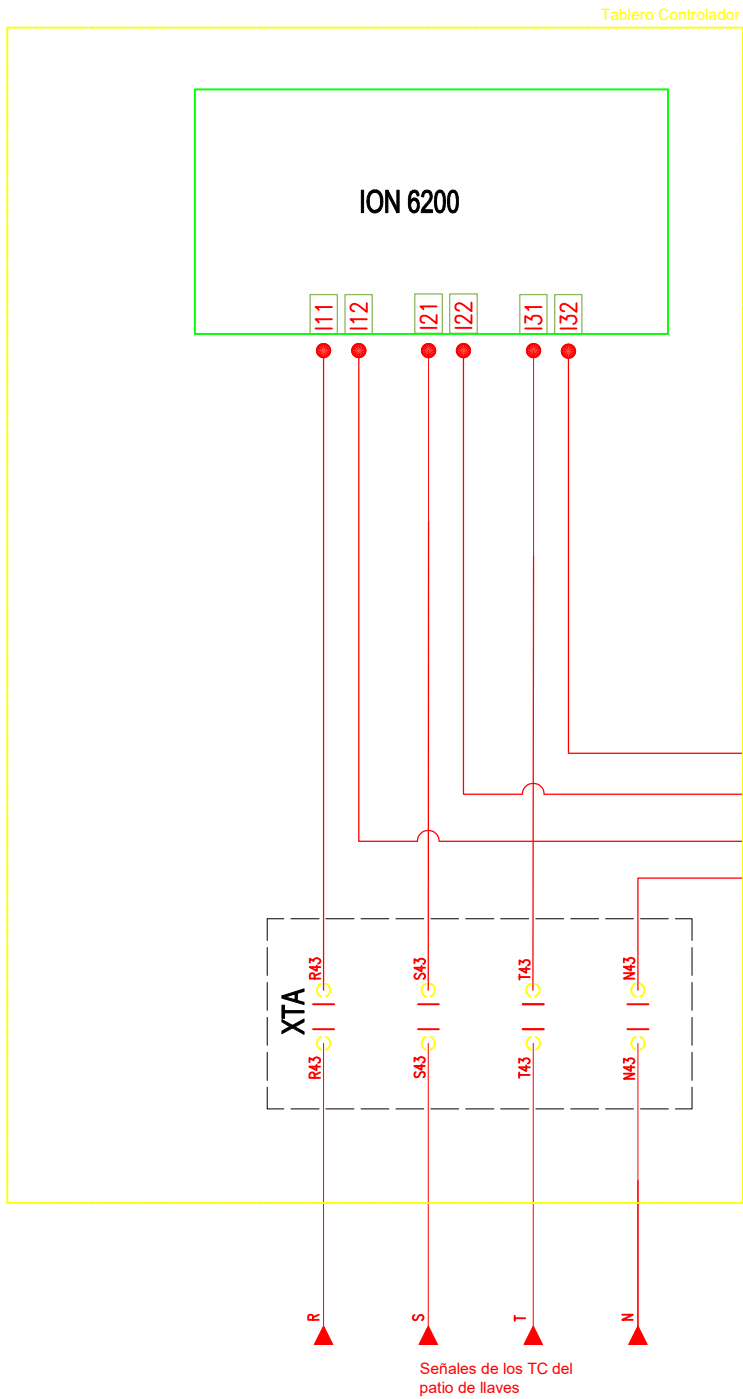 Tablero Controlador
ION 6200
I11
I12
I21
I22
I31
I32
R43
S43
T43
N43
XTA
R43
S43
T43
N43
R
S
T
N
Señales de los TC del
patio de llaves